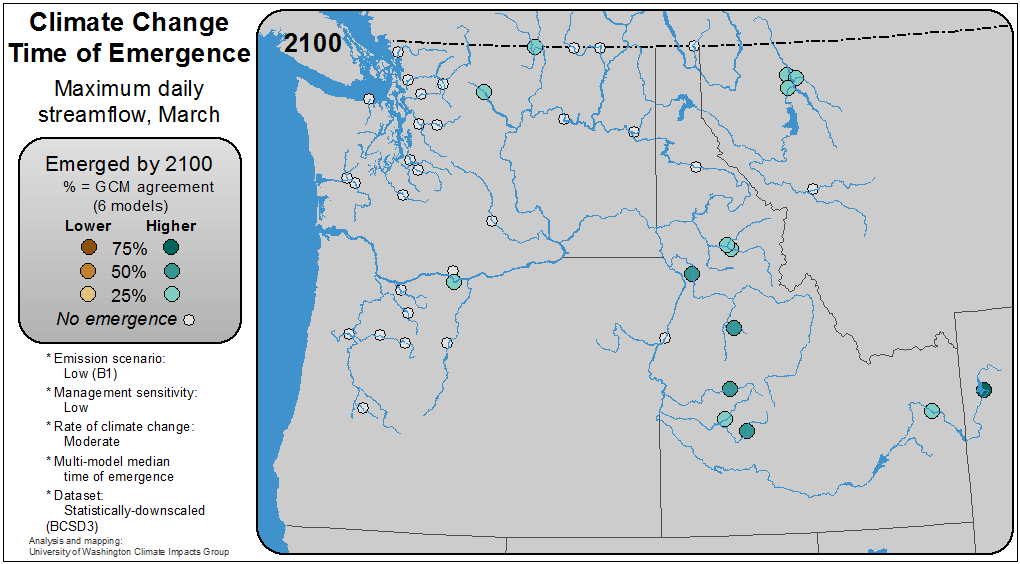 Climate Change
Time of Emergence
Maximum daily
streamflow, March
Emerged by 2100
% = GCM agreement
(6 models)
Lower Higher
75%
50%
25%
No emergence
* Emission scenario:
Low (B1)
* Management sensitivity:
Low
* Rate of climate change:
Moderate
* Multi-model median
time of emergence
* Dataset:
Statistically-downscaled
(BCSD3)
Analysis and mapping:
University of Washington Climate Impacts Group
2100